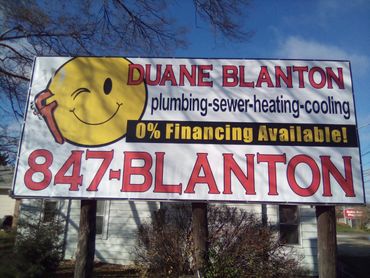 DUANE BLANTON
plumbing-sewer-heating-cooling
0% Financing Available!
847-BLANTON